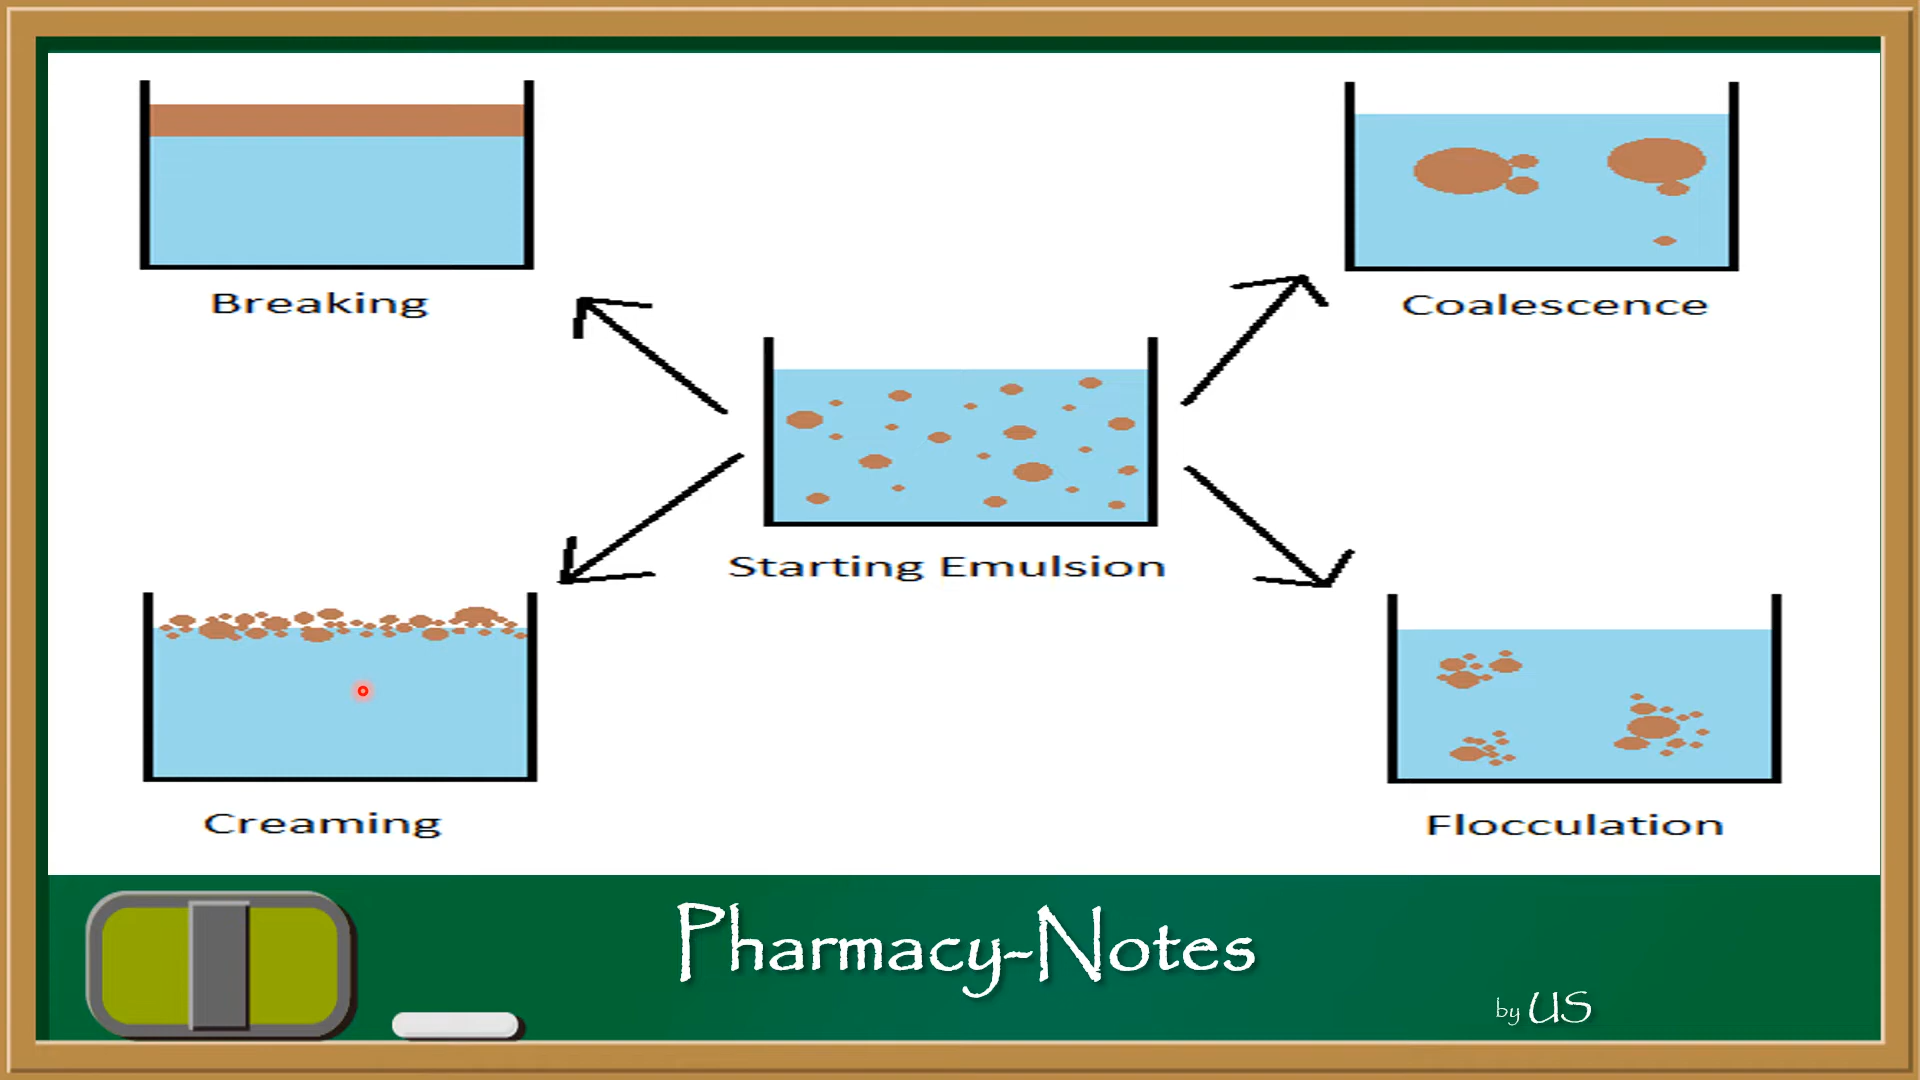 Breaking
Coalescence
Starting Emulsion
Creaming
Flocculation
Pharmacy-Notes
by US